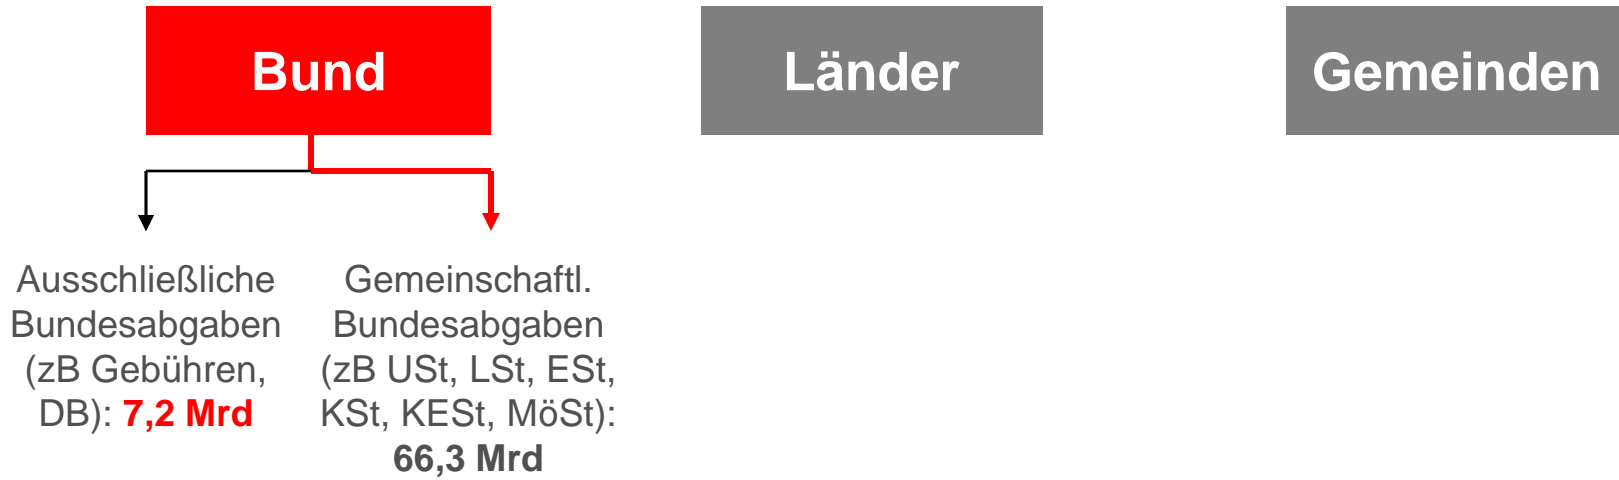 Bund
Länder
Gemeinden
Ausschließliche
Bundesabgaben
(zB Gebühren,
DB): 7,2 Mrd
Gemeinschaftl.
Bundesabgaben
(zB USt, LSt, ESt,
KSt, KESt, MöSt):
66,3 Mrd